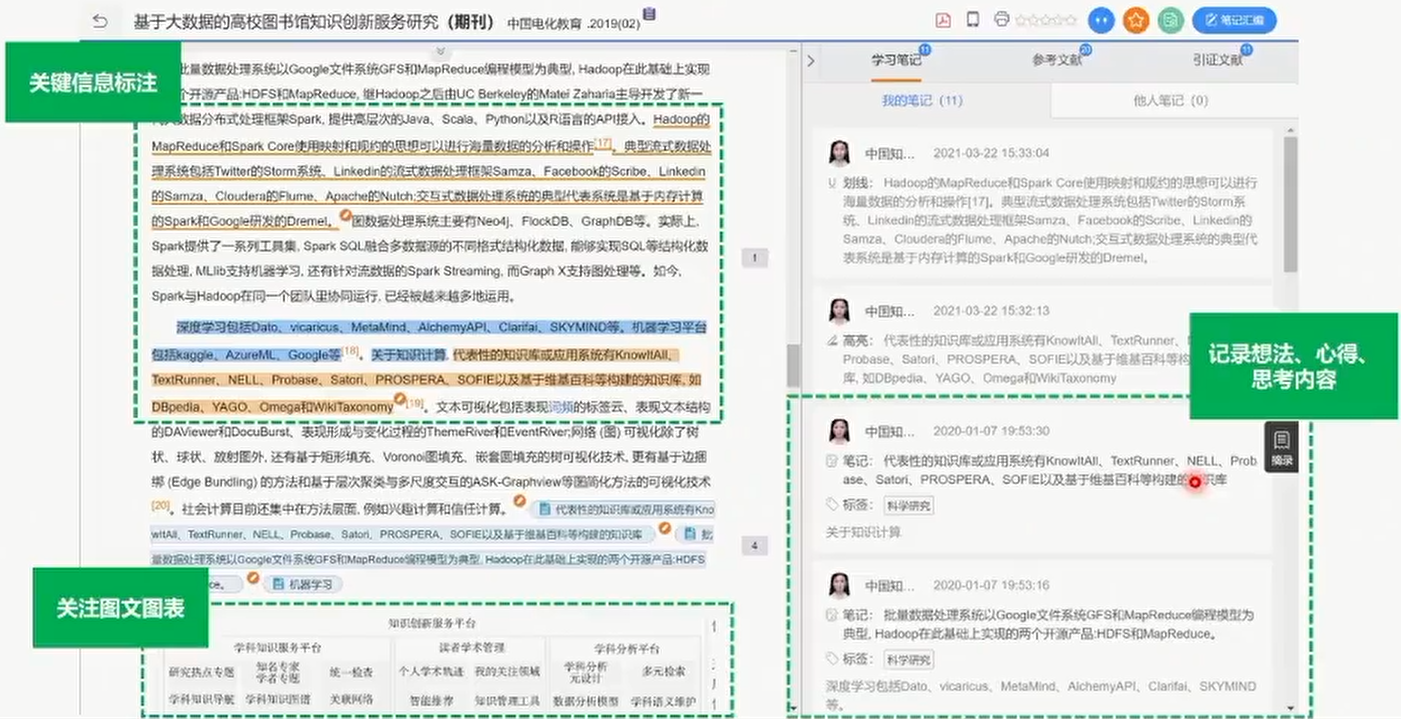 基于大数据的高校图书馆知识创新服务研究（期刊） 中国电化教育 .2019(02)
笔记汇编
关键信息标注
批量数据处理系统以Google文件系统GFS和MapReduce编程模型为典型, Hadoop在此基础上实现
个开源产品:HDFS和MapReduce, 继Hadoop之后由UC Berkeley的Matei Zaharia主导开发了新一
大数据分布式处理框架Spark, 提供高层次的Java、Scala、Python以及R语言的API接入。Hadoop的
MapReduce和Spark Core使用映射和规约的思想可以进行海量数据的分析和操作[17]。典型流式数据处
理系统包括Twitter的Storm系统、Linkedin的流式数据处理框架Samza、Facebook的Scribe、Linkedin
的Samza、Cloudera的Flume、Apache的Nutch;交互式数据处理系统的典型代表系统是基于内存计算
的Spark和Google研发的Dremel。图数据处理系统主要有Neo4j、FlockDB、GraphDB等。实际上,
Spark提供了一系列工具集, Spark SQL融合多数据源的不同格式结构化数据, 能够实现SQL等结构化数
据处理, MLlib支持机器学习, 还有针对流数据的Spark Streaming, 而Graph X支持图处理等。如今,
Spark与Hadoop在同一个团队里协同运行, 已经被越来越多地运用。
深度学习包括Dato、vicaricus、MetaMind、AlchemyAPI、Clarifai、SKYMIND等。机器学习平台
包括kaggle、AzureML、Google等[18]。关于知识计算, 代表性的知识库或应用系统有KnowItAll、
TextRunner、NELL、Probase、Satori、PROSPERA、SOFIE以及基于维基百科等构建的知识库, 如
DBpedia、YAGO、Omega和WikiTaxonomy[19]。文本可视化包括表现词频的标签云、表现文本结构
的DAViewer和DocuBurst、表现形成与变化过程的ThemeRiver和EventRiver;网络 (图) 可视化除了树
状、球状、放射图外, 还有基于矩形填充、Voronoi图填充、嵌套圆填充的树可视化技术, 更有基于边捆
绑 (Edge Bundling) 的方法和基于层次聚类与多尺度交互的ASK-Graphview等图简化方法的可视化技术
[20]。社会计算目前还集中在方法层面, 例如兴趣计算和信任计算。 代表性的知识库或应用系统有Kno
wItAll、TextRunner、NELL、Probase、Satori、PROSPERA、SOFIE以及基于维基百科等构建的知识库 批
量数据处理系统以Google文件系统GFS和MapReduce编程模型为典型, Hadoop在此基础上实现的两个开源产品:HDFS
ce。 机器学习
1
4
关注图文图表
知识创新服务平台
学科知识服务平台 读者学术管理 学科分析平台
研究热点专题 知名专家学者专题 统一检查 个人学术轨迹 我的关注领域 学科分析元设计 多元检索
学科知识导航 学科知识图谱 关联网络 智能推荐 知识管理工具 数据分析模型 学科语义维护
学习笔记 11 参考文献 20 引证文献 11
我的笔记（11） 他人笔记（0）
中国知... 2021-03-22 15:33:04
划线： Hadoop的MapReduce和Spark Core使用映射和规约的思想可以进行
海量数据的分析和操作[17]。典型流式数据处理系统包括Twitter的Storm系
统、Linkedin的流式数据处理框架Samza、Facebook的Scribe、Linkedin的
Samza、Cloudera的Flume、Apache的Nutch;交互式数据处理系统的典型代
表系统是基于内存计算的Spark和Google研发的Dremel。
中国知... 2021-03-22 15:32:13
高亮： 代表性的知识库或应用系统有KnowItAll、TextRunner、
Probase、Satori、PROSPERA、SOFIE以及基于维基百科等构
库, 如DBpedia、YAGO、Omega和WikiTaxonomy
记录想法、心得、
思考内容
摘录
中国知... 2020-01-07 19:53:30
笔记： 代表性的知识库或应用系统有KnowItAll、TextRunner、NELL、Prob
ase、Satori、PROSPERA、SOFIE以及基于维基百科等构建的识库
标签： 科学研究
关于知识计算
中国知... 2020-01-07 19:53:16
笔记： 批量数据处理系统以Google文件系统GFS和MapReduce编程模型为
典型, Hadoop在此基础上实现的两个开源产品:HDFS和MapReduce。
标签： 科学研究
深度学习包括Dato、vicaricus、MetaMind、AlchemyAPI、Clarifai、SKYMIND
等。